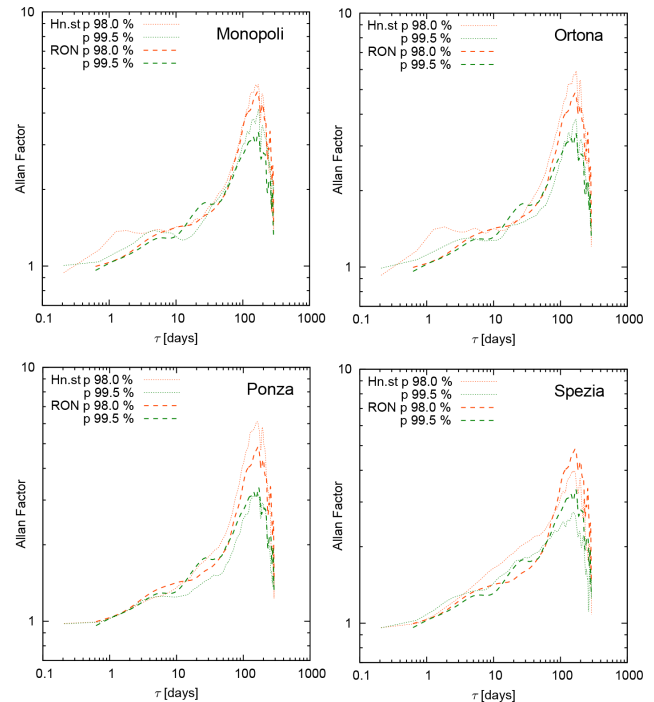 10
Hn.st p 98.0 %
p 99.5 %
RON p 98.0 %
p 99.5 %
Monopoli
Allan Factor
1
0.1 1 10 100 1000
τ [days]
10
Hn.st p 98.0 %
p 99.5 %
RON p 98.0 %
p 99.5 %
Ortona
Allan Factor
1
0.1 1 10 100 1000
τ [days]
10
Hn.st p 98.0 %
p 99.5 %
RON p 98.0 %
p 99.5 %
Ponza
Allan Factor
1
0.1 1 10 100 1000
τ [days]
10
Hn.st p 98.0 %
p 99.5 %
RON p 98.0 %
p 99.5 %
Spezia
Allan Factor
1
0.1 1 10 100 1000
τ [days]